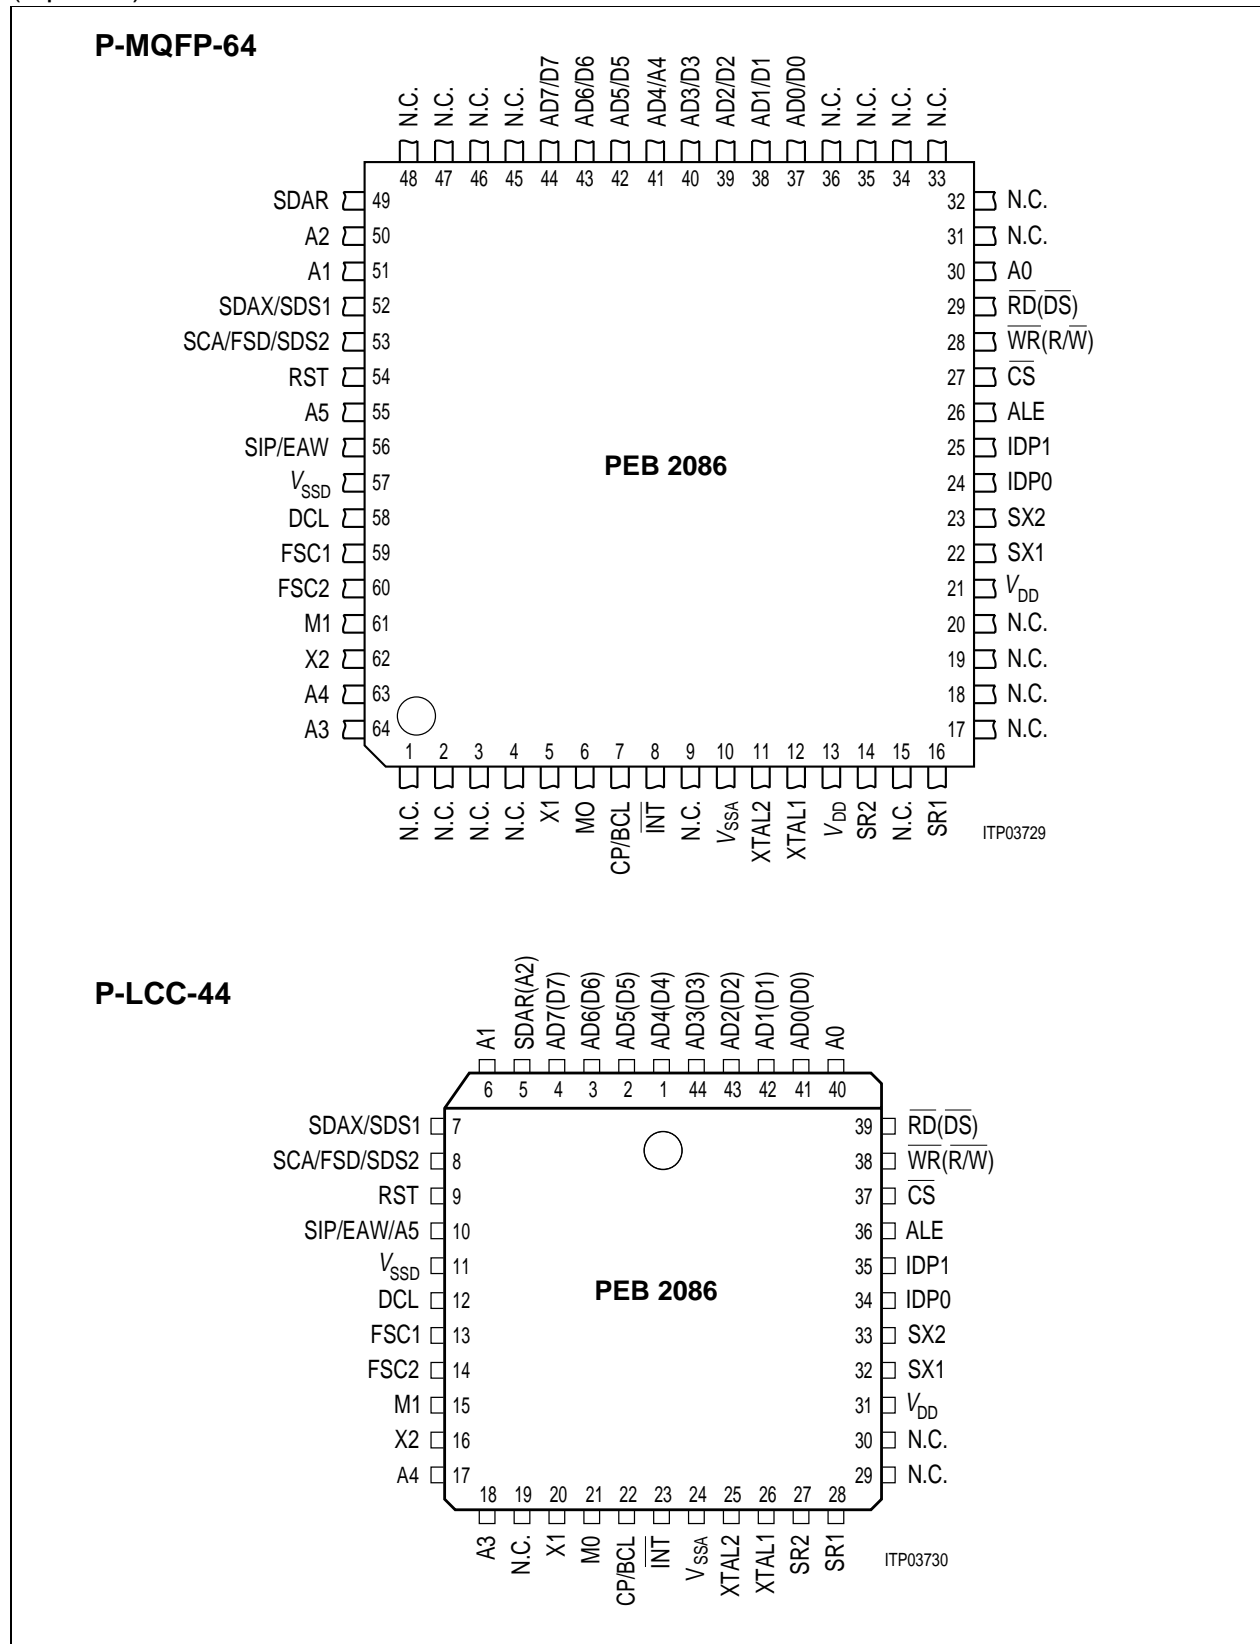 P-MQFP-64
N.C.
N.C.
N.C.
N.C.
AD7/D7
AD6/D6
AD5/D5
AD4/A4
AD3/D3
AD2/D2
AD1/D1
AD0/D0
N.C.
N.C.
N.C.
N.C.
48 47 46 45 44 43 42 41 40 39 38 37 36 35 34 33
SDAR 49 32 N.C.
A2 50 31 N.C.
A1 51 30 A0
SDAX/SDS1 52 29 RD(DS)
SCA/FSD/SDS2 53 28 WR(R/W)
RST 54 27 CS
A5 55 26 ALE
SIP/EAW 56 25 IDP1
PEB 2086
VSSD 57 24 IDP0
DCL 58 23 SX2
FSC1 59 22 SX1
FSC2 60 21 VDD
M1 61 20 N.C.
X2 62 19 N.C.
A4 63 18 N.C.
A3 64 17 N.C.
1 2 3 4 5 6 7 8 9 10 11 12 13 14 15 16
N.C.
N.C.
N.C.
N.C.
X1
MO
CP/BCL
INT
N.C.
VSSA
XTAL2
XTAL1
VDD
SR2
N.C.
SR1
ITP03729
P-LCC-44
A1
SDAR(A2)
AD7(D7)
AD6(D6)
AD5(D5)
AD4(D4)
AD3(D3)
AD2(D2)
AD1(D1)
AD0(D0)
A0
6 5 4 3 2 1 44 43 42 41 40
SDAX/SDS1 7 39 RD(DS)
SCA/FSD/SDS2 8 38 WR(R/W)
RST 9 37 CS
SIP/EAW/A5 10 36 ALE
VSSD 11 35 IDP1
PEB 2086
DCL 12 34 IDP0
FSC1 13 33 SX2
FSC2 14 32 SX1
M1 15 31 VDD
X2 16 30 N.C.
A4 17 29 N.C.
18 19 20 21 22 23 24 25 26 27 28
A3
N.C.
X1
M0
CP/BCL
INT
VSSA
XTAL2
XTAL1
SR2
SR1
ITP03730